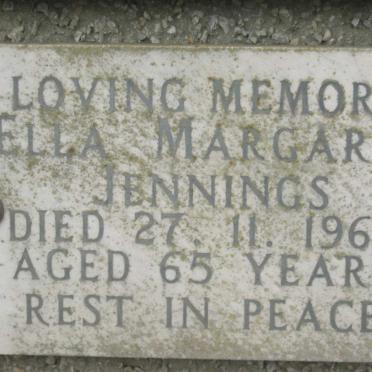 LOVING MEMOR
ELLA MARGAR
JENNINGS
DIED 27. 11. 196
AGED 65 YEAR
REST IN PEACE